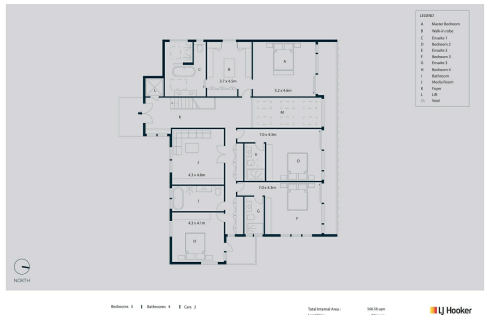 LEGEND
A Master Bedroom
B Walk-in robe
C Ensuite 1
D Bedroom 2
E Ensuite 2
F Bedroom 3
G Ensuite 3
H Bedroom
I Bathroom
J Media Room
K Foyer
L Lift
Void
C
B
3.7 x 4.5m
A
5.2 x 4.6m
L
K
M
7.0 x 4.3m
J
4.3 x 4.8m
E
D
7.0 x 4.3m
I
G
F
4.3 x 4.1m
H
NORTH
Bedrooms 5 | Bathrooms 4 | Cars 2
Total Internal Area :
LJ Hooker